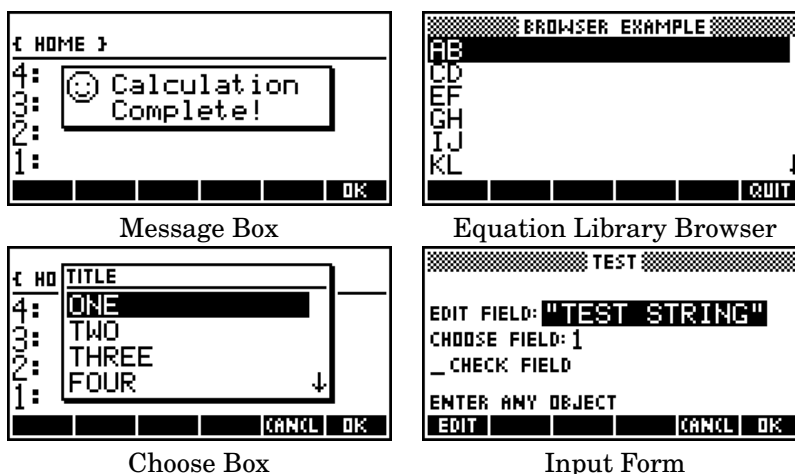 { HOME }
4:
3:
2:
1:
Calculation
Complete!
OK
Message Box
BROWSER EXAMPLE
AB
CD
EF
GH
IJ
KL
↓
QUIT
Equation Library Browser
{ HO
4:
3:
2:
1:
TITLE
ONE
TWO
THREE
FOUR ↓
CANCL OK
Choose Box
TEST
EDIT FIELD: "TEST STRING"
CHOOSE FIELD: 1
_ CHECK FIELD
ENTER ANY OBJECT
EDIT CANCL OK
Input Form